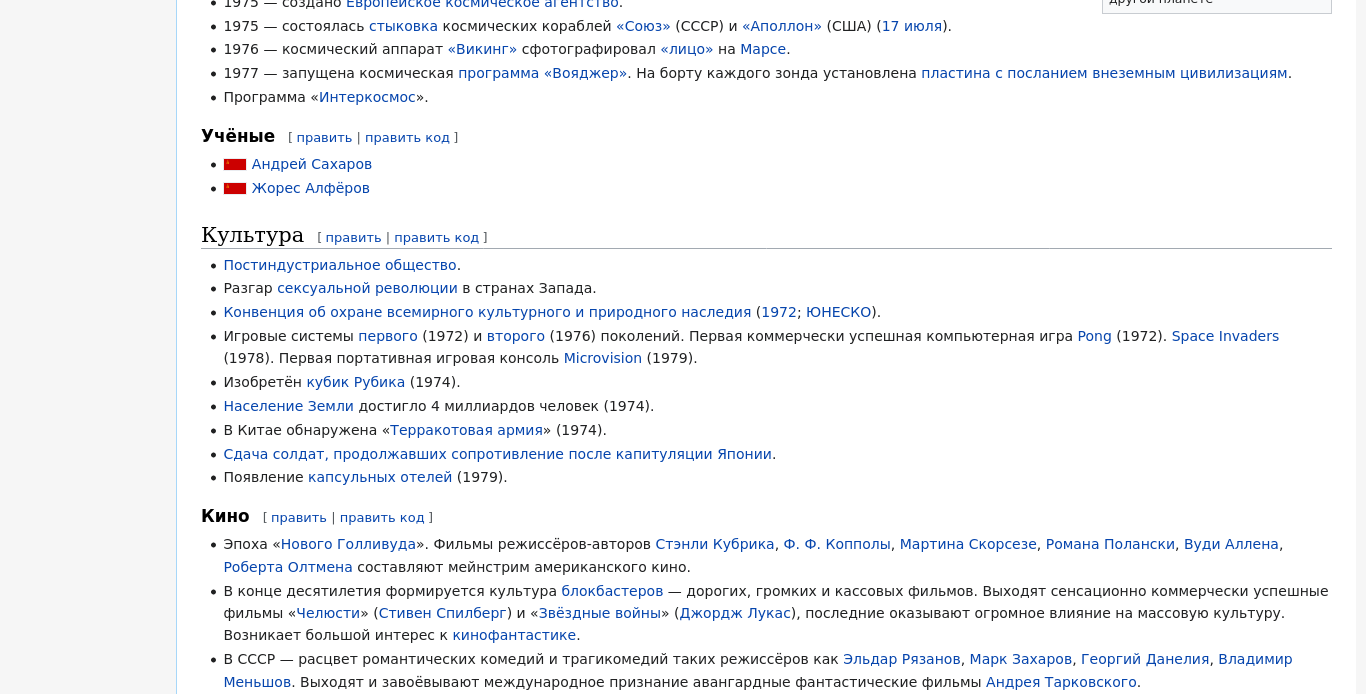 1975 — создано Европейское космическое агентство.
другой планете
1975 — состоялась стыковка космических кораблей «Союз» (СССР) и «Аполлон» (США) (17 июля).
1976 — космический аппарат «Викинг» сфотографировал «лицо» на Марсе.
1977 — запущена космическая программа «Вояджер». На борту каждого зонда установлена пластина с посланием внеземным цивилизациям.
Программа «Интеркосмос».
Учёные [ править | править код ]
Андрей Сахаров
Жорес Алфёров
Культура [ править | править код ]
Постиндустриальное общество.
Разгар сексуальной революции в странах Запада.
Конвенция об охране всемирного культурного и природного наследия (1972; ЮНЕСКО).
Игровые системы первого (1972) и второго (1976) поколений. Первая коммерчески успешная компьютерная игра Pong (1972). Space Invaders
(1978). Первая портативная игровая консоль Microvision (1979).
Изобретён кубик Рубика (1974).
Население Земли достигло 4 миллиардов человек (1974).
В Китае обнаружена «Терракотовая армия» (1974).
Сдача солдат, продолжавших сопротивление после капитуляции Японии.
Появление капсульных отелей (1979).
Кино [ править | править код ]
Эпоха «Нового Голливуда». Фильмы режиссёров-авторов Стэнли Кубрика, Ф. Ф. Копполы, Мартина Скорсезе, Романа Полански, Вуди Аллена,
Роберта Олтмена составляют мейнстрим американского кино.
В конце десятилетия формируется культура блокбастеров — дорогих, громких и кассовых фильмов. Выходят сенсационно коммерчески успешные
фильмы «Челюсти» (Стивен Спилберг) и «Звёздные войны» (Джордж Лукас), последние оказывают огромное влияние на массовую культуру.
Возникает большой интерес к кинофантастике.
В СССР — расцвет романтических комедий и трагикомедий таких режиссёров как Эльдар Рязанов, Марк Захаров, Георгий Данелия, Владимир
Меньшов. Выходят и завоёвывают международное признание авангардные фантастические фильмы Андрея Тарковского.